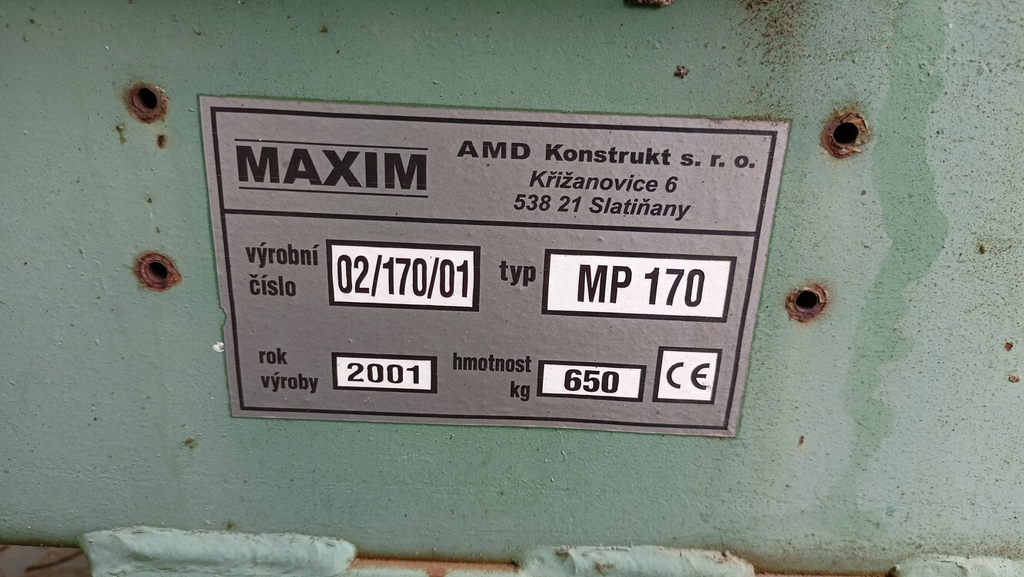 MAXIM
AMD Konstrukt s. r. o.
Křižanovice 6
538 21 Slatiňany
výrobní
číslo
02/170/01
typ
MP 170
rok
výroby
2001
hmotnost
kg
650
CE